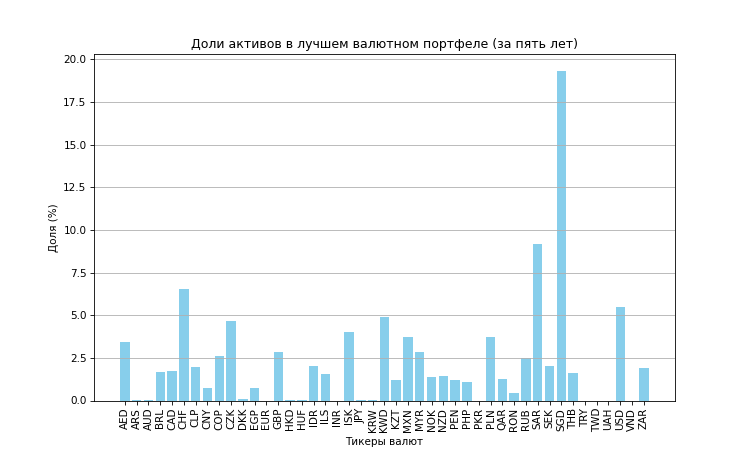 Доли активов в лучшем валютном портфеле (за пять лет)
Доля (%)
20.0
17.5
15.0
12.5
10.0
7.5
5.0
2.5
0.0
AED
ARS
AUD
BRL
CAD
CHF
CLP
CNY
COP
CZK
DKK
EGP
EUR
GBP
HKD
HUF
IDR
ILS
INR
ISK
JPY
KRW
KWD
KZT
MXN
MYR
NOK
NZD
PEN
PHP
PKR
PLN
QAR
RON
RUB
SAR
SEK
SGD
THB
TRY
TWD
UAH
USD
VND
ZAR
Тикеры валют